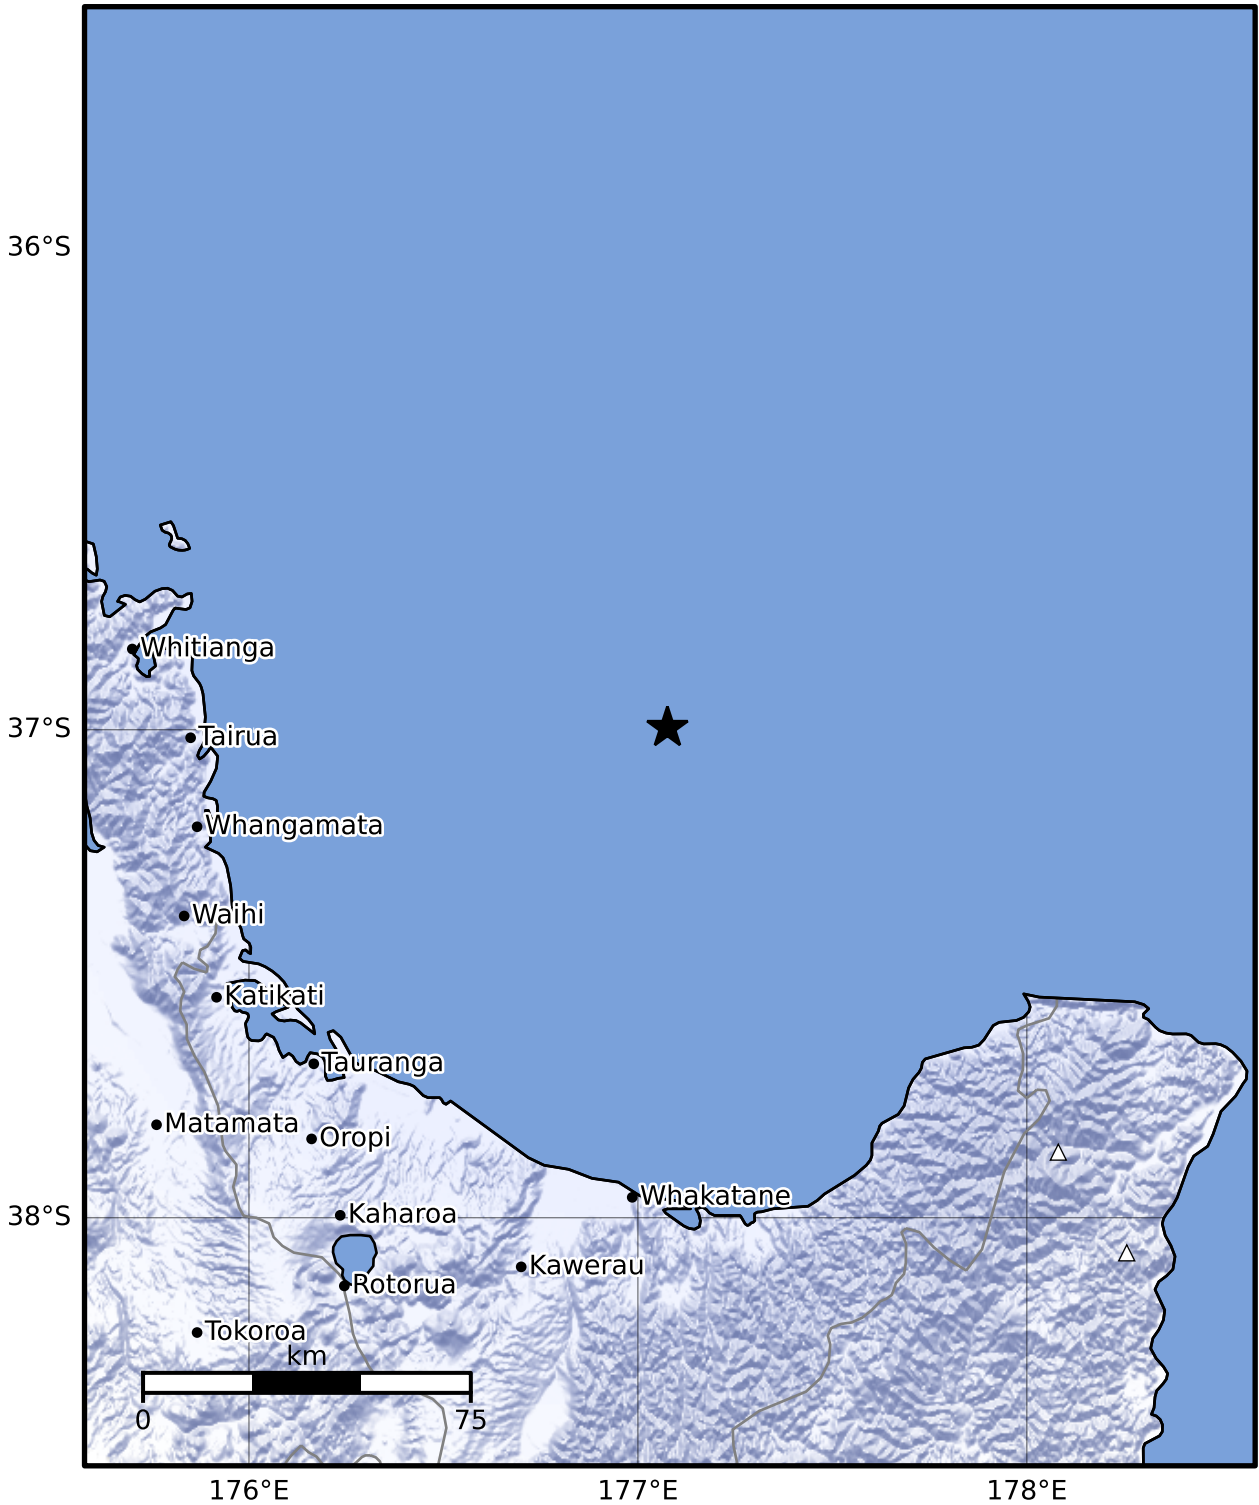 36°S
Whitianga
37°S
Tairua
Whangamata
Waihi
Katikati
Tauranga
Matamata
Oropi
Whakatane
38°S
Kaharoa
Kawerau
Rotorua
Tokoroa
km
0
75
176°E
177°E
178°E